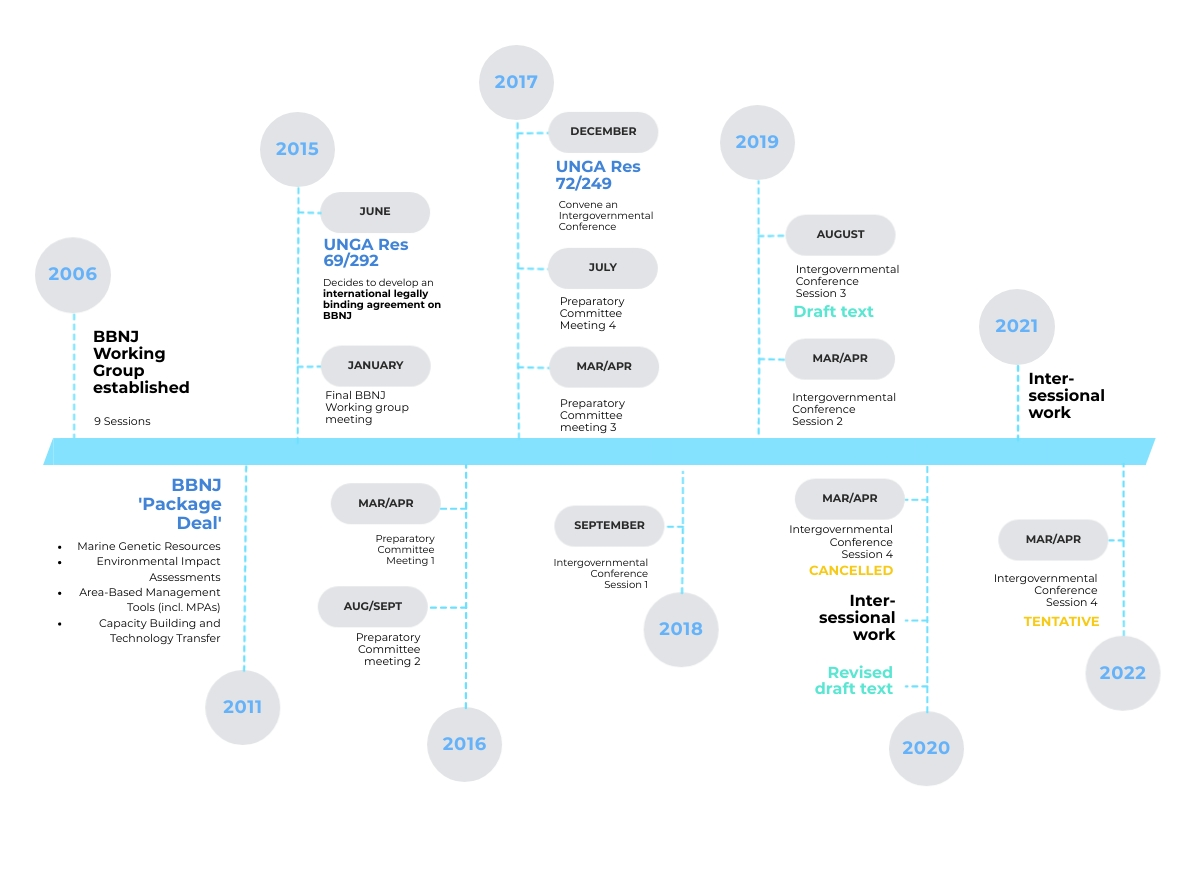 2006
BBNJ
Working
Group
established
9 Sessions
BBNJ
'Package
Deal'
• Marine Genetic Resources
• Environmental Impact
Assessments
• Area-Based Management
Tools (incl. MPAs)
• Capacity Building and
Technology Transfer
2011
2015
JUNE
UNGA Res
69/292
Decides to develop an
international legally
binding agreement on
BBNJ
JANUARY
Final BBNJ
Working group
meeting
MAR/APR
Preparatory
Committee
Meeting 1
AUG/SEPT
Preparatory
Committee
meeting 2
2016
2017
DECEMBER
UNGA Res
72/249
Convene an
Intergovernmental
Conference
JULY
Preparatory
Committee
Meeting 4
MAR/APR
Preparatory
Committee
meeting 3
SEPTEMBER
Intergovernmental
Conference
Session 1
2018
2019
AUGUST
Intergovernmental
Conference
Session 3
Draft text
MAR/APR
Intergovernmental
Conference
Session 2
MAR/APR
Intergovernmental
Conference
Session 4
CANCELLED
Inter-
sessional
work
Revised
draft text
2020
2021
Inter-
sessional
work
MAR/APR
Intergovernmental
Conference
Session 4
TENTATIVE
2022